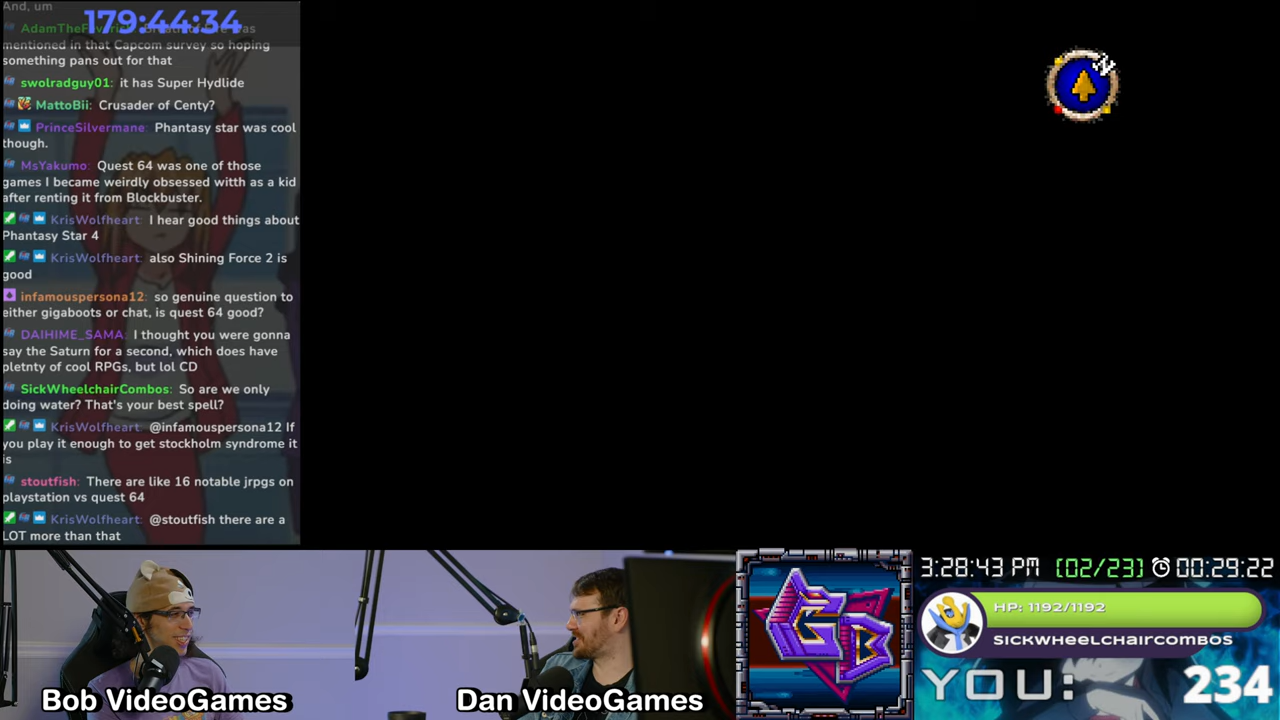 And, um
179:44:34
mentioned in that Capcom survey so hoping
something pans out for that
swolradguy01: it has Super Hydlide
MattoBii: Crusader of Centy?
PrinceSilvermane: Phantasy star was cool
though.
MsYakumo: Quest 64 was one of those
games I became weirdly obsessed witth as a kid
after renting it from Blockbuster.
KrisWolfheart: I hear good things about
Phantasy Star 4
KrisWolfheart: also Shining Force 2 is
good
infamouspersona12: so genuine question to
either gigaboots or chat, is quest 64 good?
DAIHIME_SAMA: I thought you were gonna
say the Saturn for a second, which does have
pletnty of cool RPGs, but lol CD
SickWheelchairCombos: So are we only
doing water? That's your best spell?
KrisWolfheart: @infamouspersona12 If
you play it enough to get stockholm syndrome it
is
stoutfish: There are like 16 notable jrpgs on
playstation vs quest 64
KrisWolfheart: @stoutfish there are a
LOT more than that
Bob VideoGames
Dan VideoGames
GB
3:28:43 PM [02/23] 00:29:22
HP: 1192/1192
SICKWHEELCHAIRCOMBOS
YOU: 234